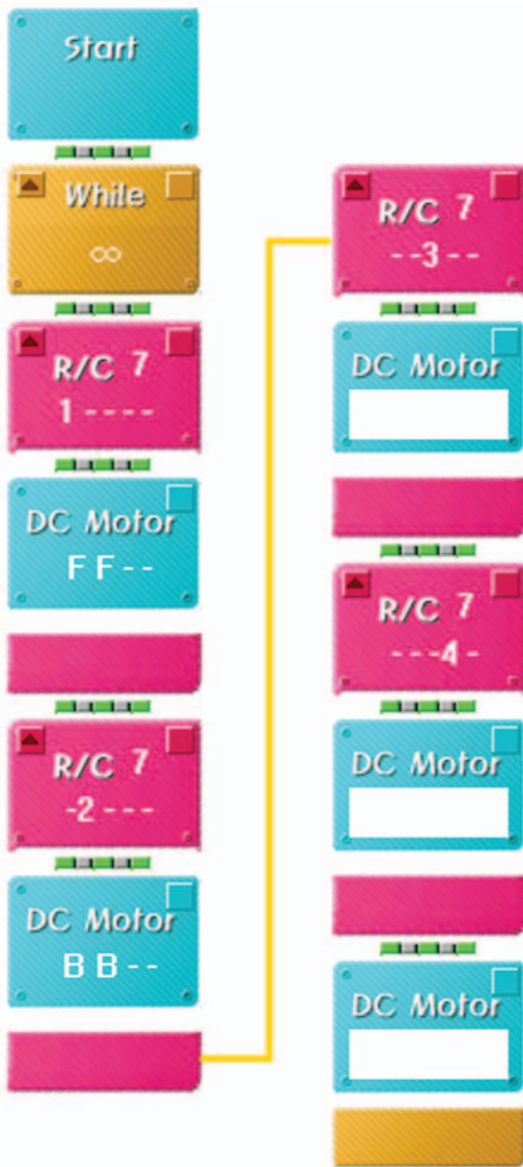 Start
While
∞
R/C 7
1 - - - -
DC Motor
F F - -
R/C 7
- 2 - - -
DC Motor
B B - -
R/C 7
- - 3 - -
DC Motor
R/C 7
- - - 4 -
DC Motor
DC Motor